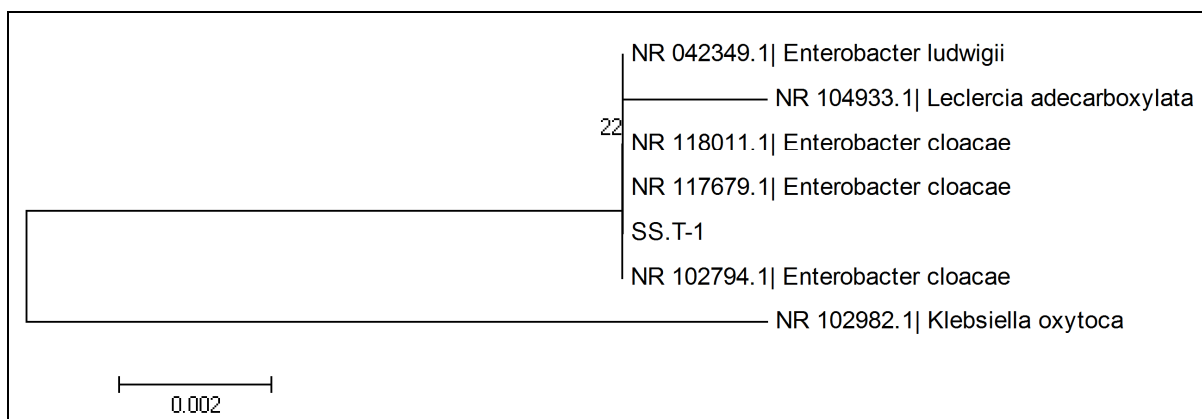 NR 042349.1| Enterobacter ludwigii
NR 104933.1| Leclercia adecarboxylata
22
NR 118011.1| Enterobacter cloacae
NR 117679.1| Enterobacter cloacae
SS.T-1
NR 102794.1| Enterobacter cloacae
NR 102982.1| Klebsiella oxytoca
0.002